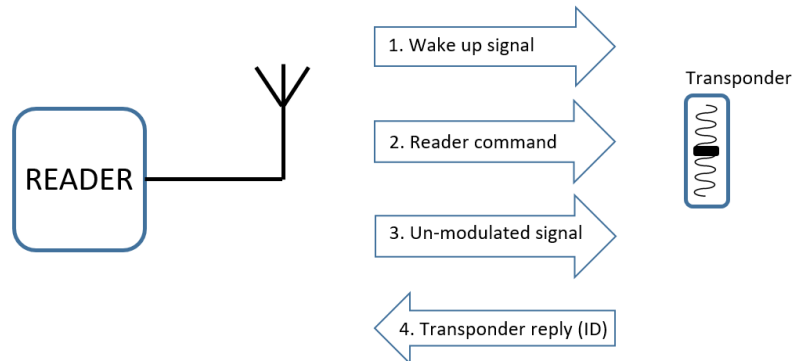 1. Wake up signal
Transponder
2. Reader command
READER
3. Un-modulated signal
4. Transponder reply (ID)